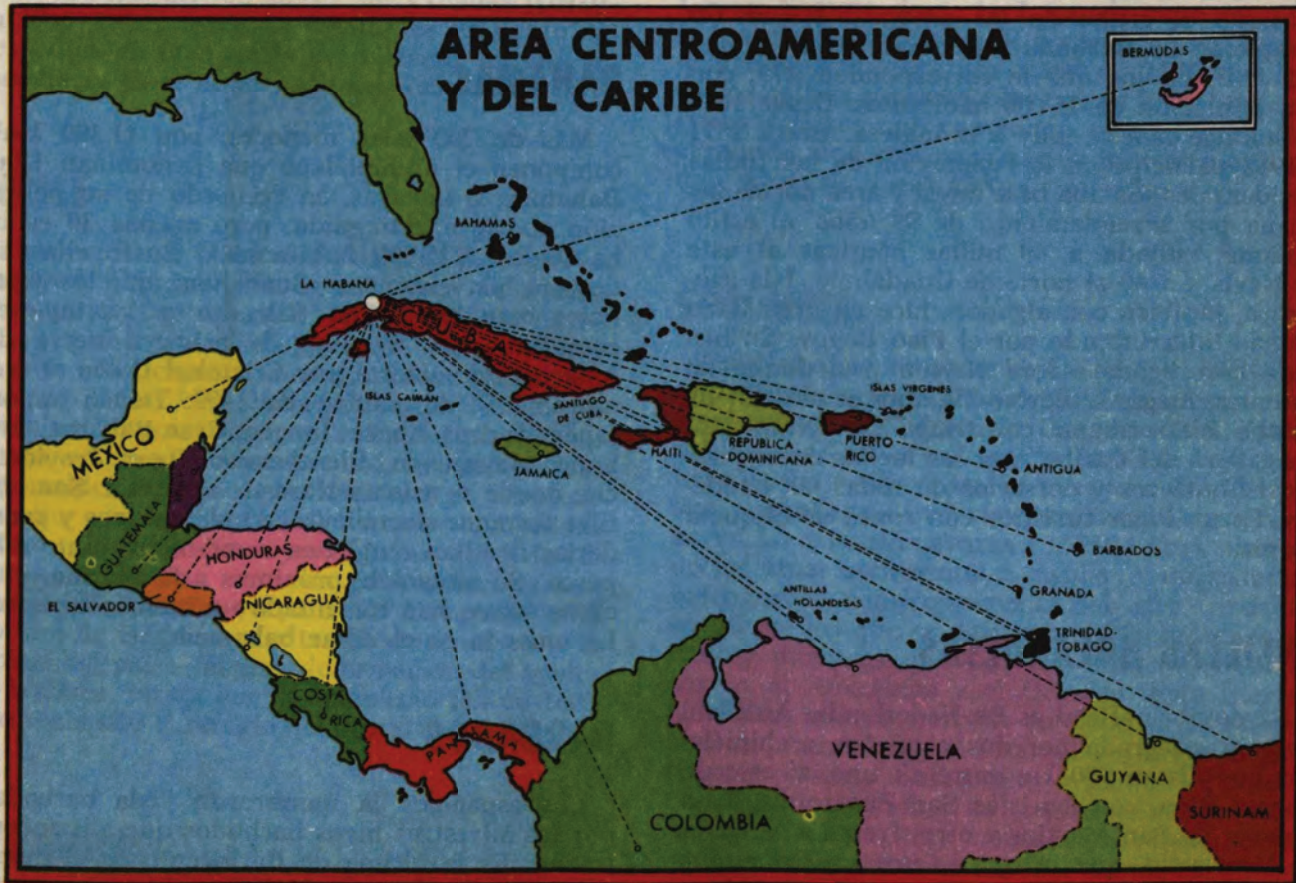 AREA CENTROAMERICANA
Y DEL CARIBE
BERMUDAS
BAHAMAS
LA HABANA
CUBA
ISLAS CAIMÁN
SANTIAGO
DE CUBA
ISLAS VIRGENES
HAITI
REPUBLICA
DOMINICANA
PUERTO
RICO
JAMAICA
ANTIGUA
MEXICO
GUATEMALA
HONDURAS
BARBADOS
EL SALVADOR
NICARAGUA
GRANADA
ANTILLAS
HOLANDESAS
TRINIDAD-
TOBAGO
COSTA
RICA
PANAMA
VENEZUELA
GUYANA
COLOMBIA
SURINAM